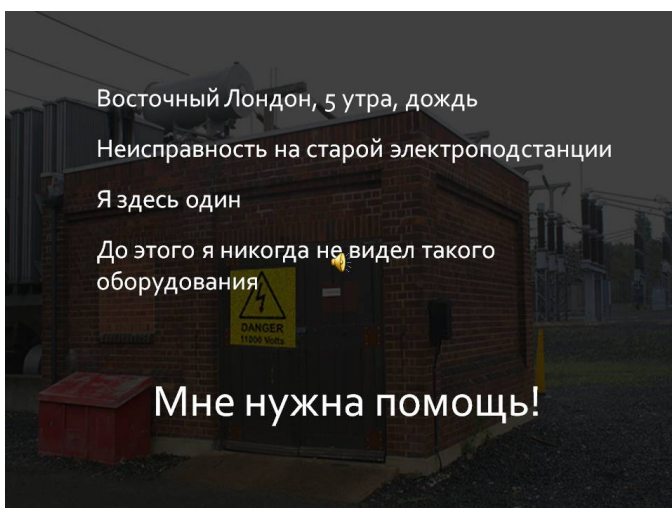 Восточный Лондон, 5 утра, дождь
Неисправность на старой электроподстанции
Я здесь один
До этого я никогда не видел такого
оборудования
DANGER
11000 Volts
Мне нужна помощь!